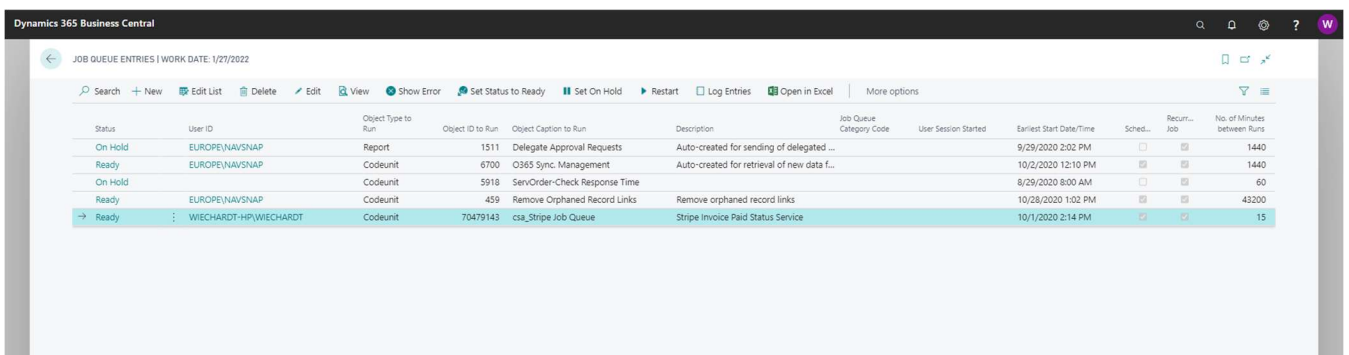 Dynamics 365 Business Central
? W
JOB QUEUE ENTRIES | WORK DATE: 1/27/2022
Search + New Edit List Delete Edit View Show Error Set Status to Ready Set On Hold Restart Log Entries Open in Excel More options
Status User ID Object Type to Run Object ID to Run Object Caption to Run Description Job Queue Category Code User Session Started Earliest Start Date/Time Sched... Recurr... Job No. of Minutes between Runs
On Hold EUROPE\NAVSNAP Report 1511 Delegate Approval Requests Auto-created for sending of delegated ... 9/29/2020 2:02 PM 1440
Ready EUROPE\NAVSNAP Codeunit 6700 O365 Sync. Management Auto-created for retrieval of new data f... 10/2/2020 12:10 PM 1440
On Hold Codeunit 5918 ServOrder-Check Response Time 8/29/2020 8:00 AM 60
Ready EUROPE\NAVSNAP Codeunit 459 Remove Orphaned Record Links Remove orphaned record links 10/28/2020 1:02 PM 43200
Ready WIECHARDT-HP\WIECHARDT Codeunit 70479143 csa_Stripe Job Queue Stripe Invoice Paid Status Service 10/1/2020 2:14 PM 15